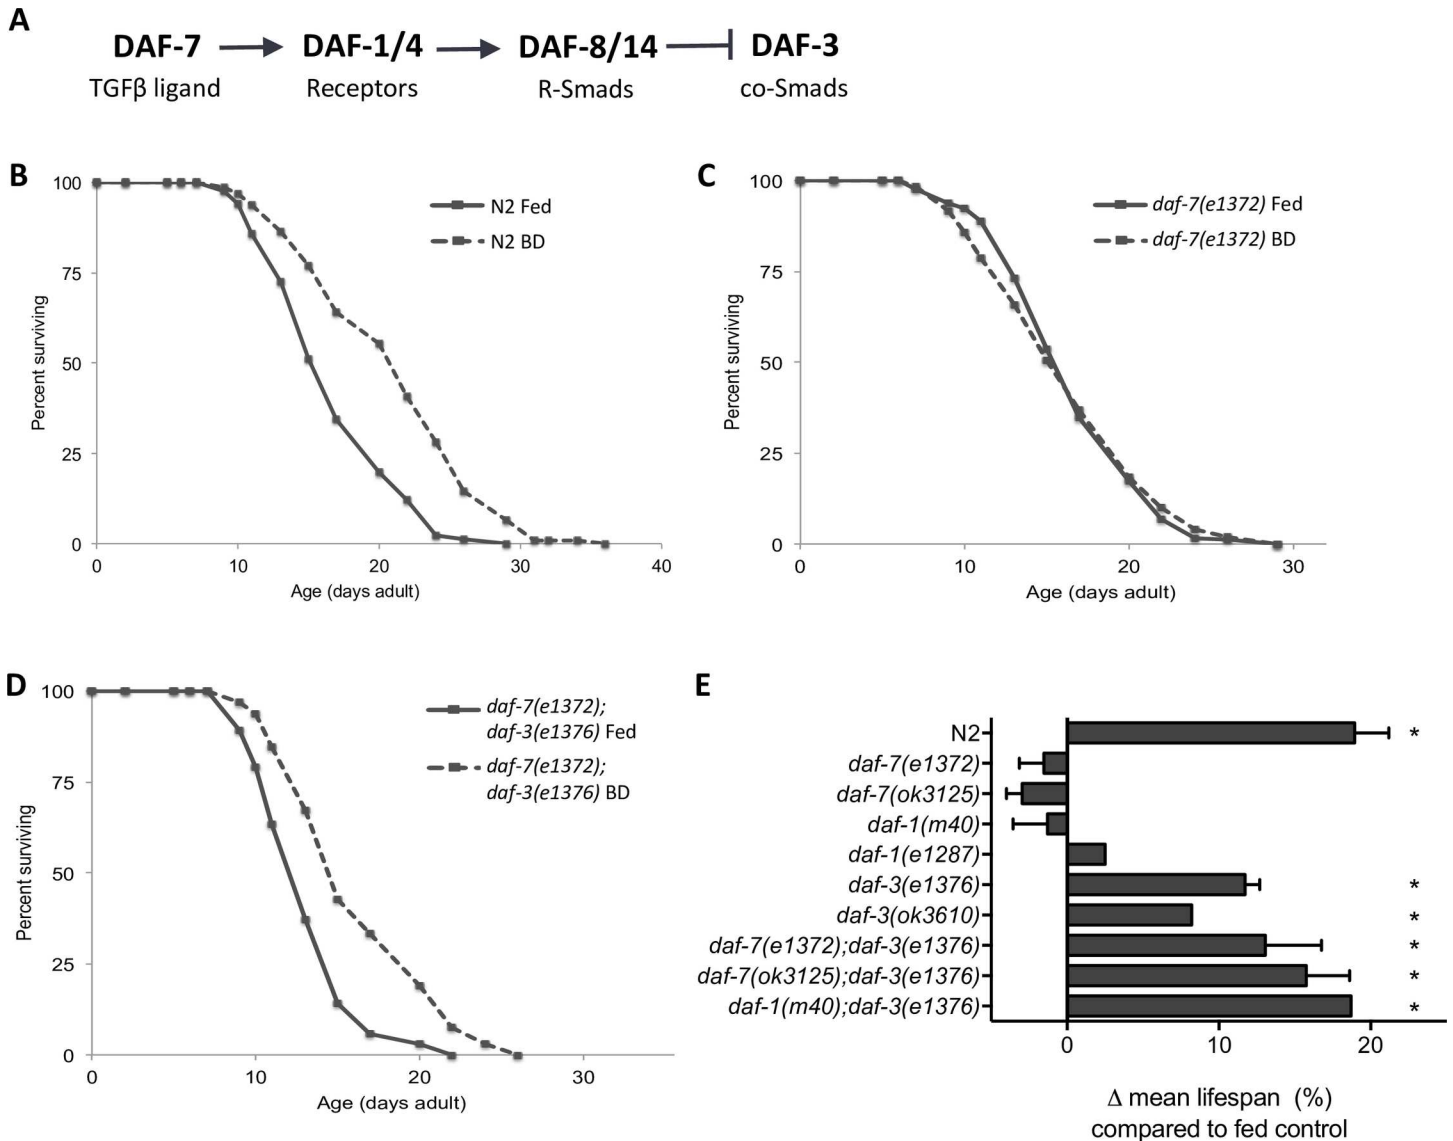 A
DAF-7 DAF-1/4 DAF-8/14 DAF-3
TGFβ ligand Receptors R-Smads co-Smads
B
100
75
50
25
0
Percent surviving
N2 Fed
N2 BD
0 10 20 30 40
Age (days adult)
C
100
75
50
25
0
Percent surviving
daf-7(e1372) Fed
daf-7(e1372) BD
0 10 20 30
Age (days adult)
D
100
75
50
25
0
Percent surviving
daf-7(e1372);
daf-3(e1376) Fed
daf-7(e1372);
daf-3(e1376) BD
0 10 20 30
Age (days adult)
E
N2 *
daf-7(e1372)
daf-7(ok3125)
daf-1(m40)
daf-1(e1287)
daf-3(e1376) *
daf-3(ok3610) *
daf-7(e1372);daf-3(e1376) *
daf-7(ok3125);daf-3(e1376) *
daf-1(m40);daf-3(e1376) *
0 10 20
Δ mean lifespan (%)
compared to fed control